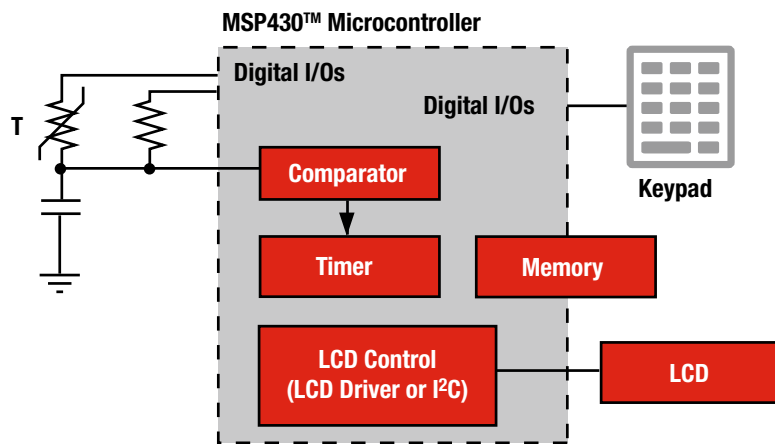 MSP430™ Microcontroller
Digital I/Os
Digital I/Os
T
Comparator
Keypad
Timer
Memory
LCD Control
(LCD Driver or I²C)
LCD